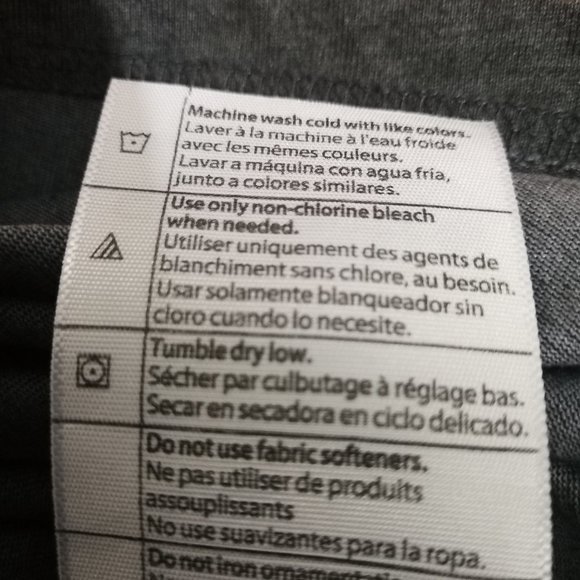 Machine wash cold with like colors.
Laver à la machine à l'eau froide
avec les mêmes couleurs.
Lavar a máquina con agua fria,
junto a colores similares.
Use only non-chlorine bleach
when needed.
Utiliser uniquement des agents de
blanchiment sans chlore, au besoin.
Usar solamente blanqueador sin
cloro cuando lo necesite.
Tumble dry low.
Sécher par culbutage à réglage bas.
Secar en secadora en ciclo delicado.
Do not use fabric softeners.
Ne pas utiliser de produits
assouplissants
No use suavizantes para la ropa.
Do not iron